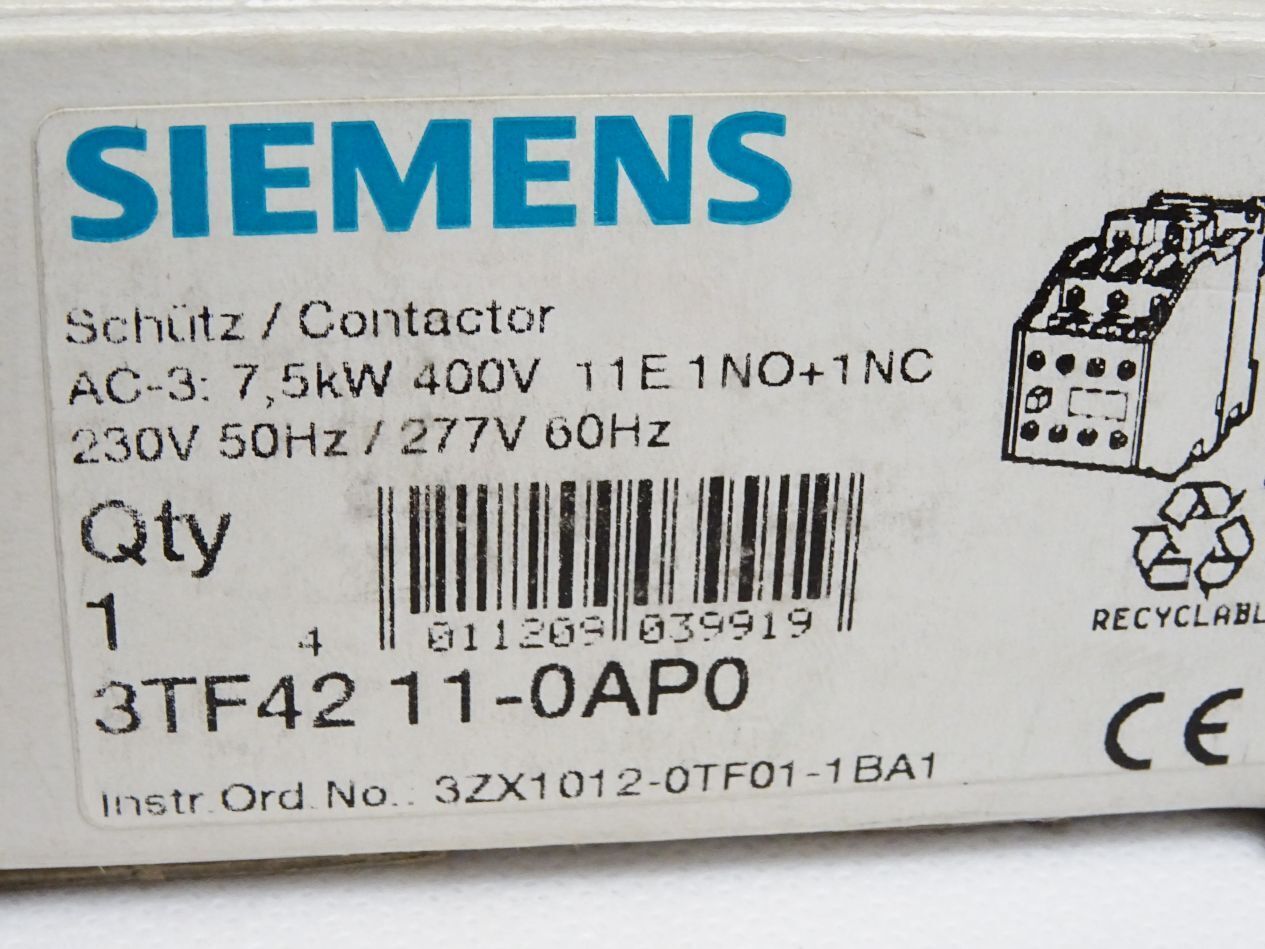 SIEMENS
Schütz / Contactor
AC-3: 7,5kW 400V 11E 1NO+1NC
230V 50Hz / 277V 60Hz
Qty
1
4 011209 039919
3TF42 11-0AP0
Instr.Ord.No.: 3ZX1012-0TF01-1BA1
RECYCLABL
CE